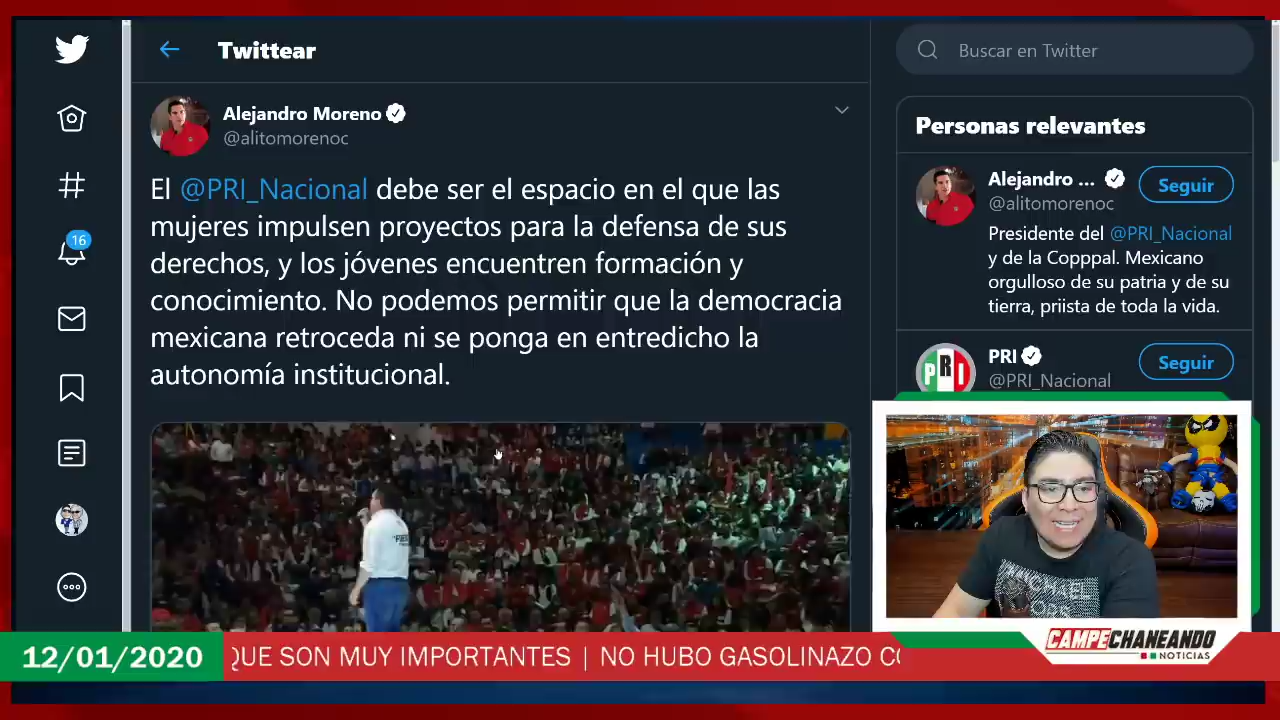 Twittear
Buscar en Twitter
Alejandro Moreno
@alitomorenoc
El @PRI_Nacional debe ser el espacio en el que las
mujeres impulsen proyectos para la defensa de sus
derechos, y los jóvenes encuentren formación y
conocimiento. No podemos permitir que la democracia
mexicana retroceda ni se ponga en entredicho la
autonomía institucional.
Personas relevantes
Alejandro ...
Seguir
@alitomorenoc
Presidente del @PRI_Nacional
y de la Copppal. Mexicano
orgulloso de su patria y de su
tierra, priista de toda la vida.
PRI
PRI
Seguir
@PRI_Nacional
16
12/01/2020
QUE SON MUY IMPORTANTES | NO HUBO GASOLINAZO CO
CAMPECHANEANDO
NOTICIAS